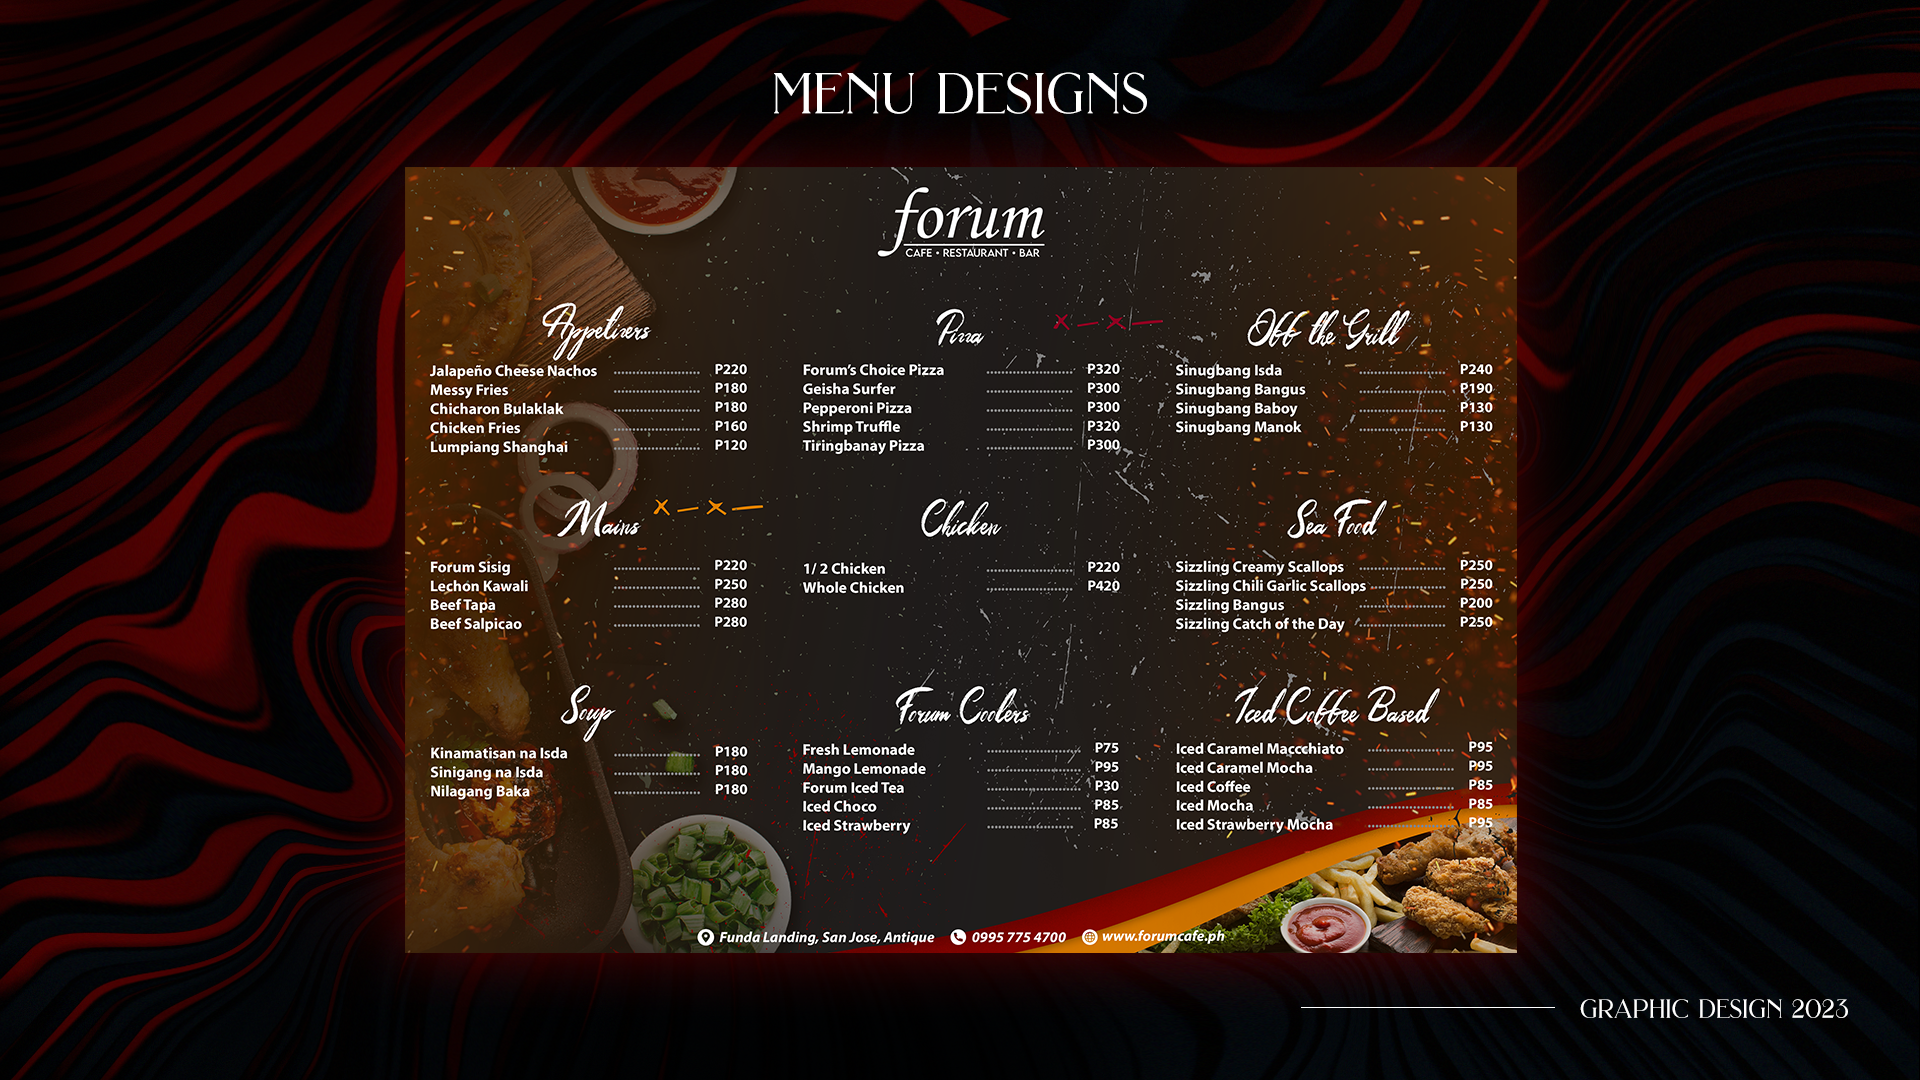 MENU DESIGNS
forum
CAFE • RESTAURANT • BAR
Appetizers
Jalapeño Cheese Nachos ........ P220
Messy Fries ........ P180
Chicharon Bulaklak ........ P180
Chicken Fries ........ P160
Lumpiang Shanghai ........ P120
Pizza
Forum's Choice Pizza ........ P320
Geisha Surfer ........ P300
Pepperoni Pizza ........ P300
Shrimp Truffle ........ P320
Tiringbanay Pizza ........ P300
Off the Grill
Sinugbang Isda ........ P240
Sinugbang Bangus ........ P190
Sinugbang Baboy ........ P130
Sinugbang Manok ........ P130
Mains
Forum Sisig ........ P220
Lechon Kawali ........ P250
Beef Tapa ........ P280
Beef Salpicao ........ P280
Chicken
1/ 2 Chicken ........ P220
Whole Chicken ........ P420
Sea Food
Sizzling Creamy Scallops ........ P250
Sizzling Chili Garlic Scallops ........ P250
Sizzling Bangus ........ P200
Sizzling Catch of the Day ........ P250
Soup
Kinamatisan na Isda ........ P180
Sinigang na Isda ........ P180
Nilagang Baka ........ P180
Forum Coolers
Fresh Lemonade ........ P75
Mango Lemonade ........ P95
Forum Iced Tea ........ P30
Iced Choco ........ P85
Iced Strawberry ........ P85
Iced Coffee Based
Iced Caramel Maccchiato ........ P95
Iced Caramel Mocha ........ P95
Iced Coffee ........ P85
Iced Mocha ........ P85
Iced Strawberry Mocha ........ P95
Funda Landing, San Jose, Antique 0995 775 4700 www.forumcafe.ph
GRAPHIC DESIGN 2023